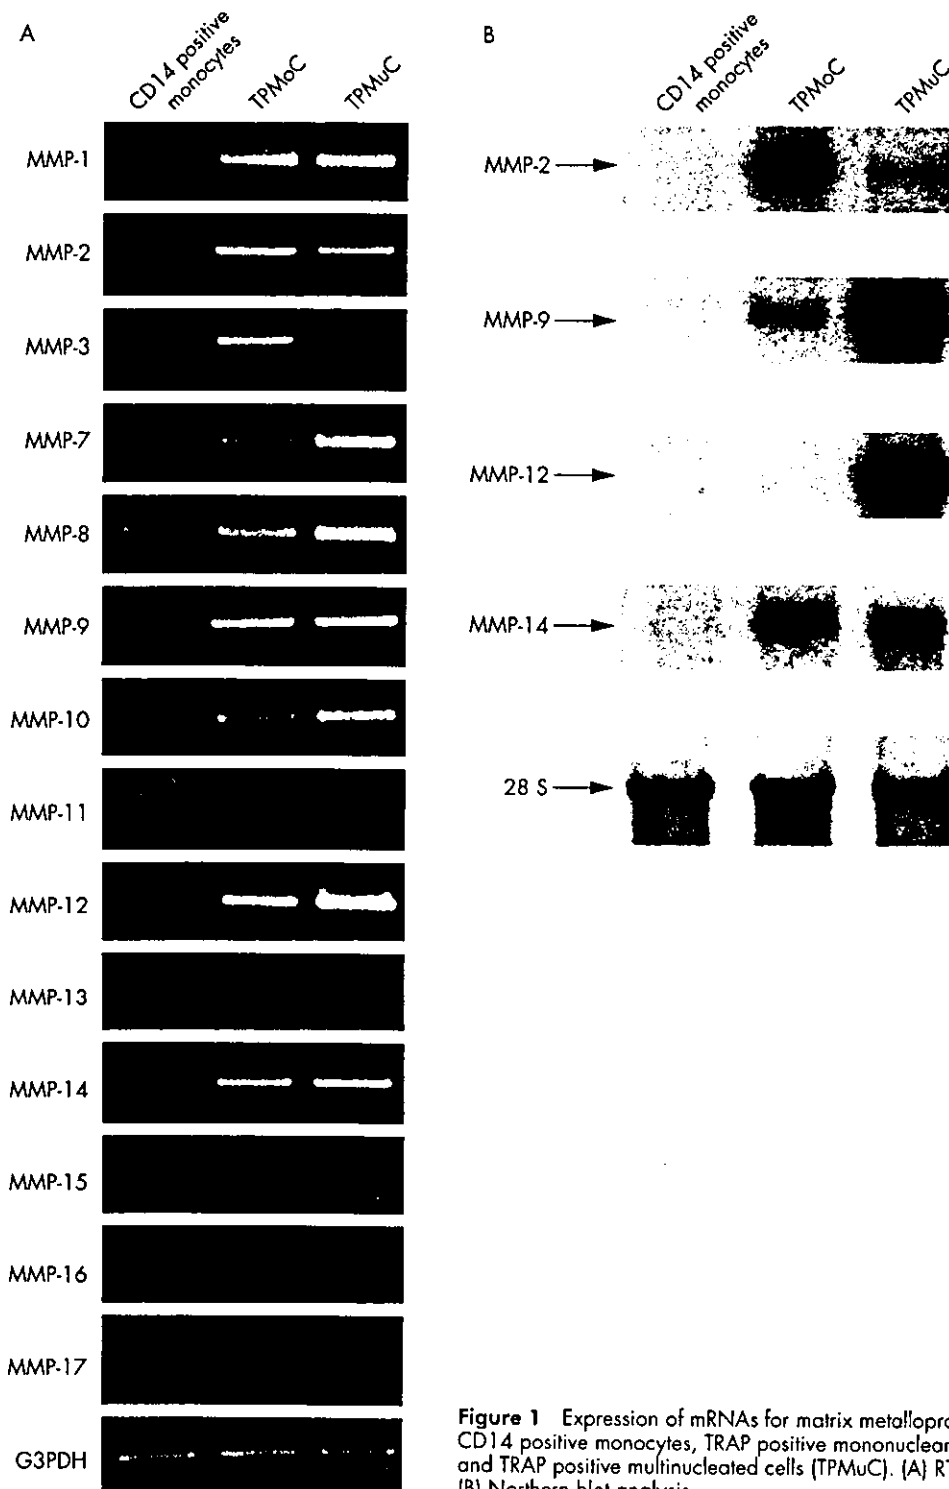 A
CD14 positive
monocytes
TPMoC
TPMuC
MMP-1
MMP-2
MMP-3
MMP-7
MMP-8
MMP-9
MMP-10
MMP-11
MMP-12
MMP-13
MMP-14
MMP-15
MMP-16
MMP-17
G3PDH
B
CD14 positive
monocytes
TPMoC
TPMuC
MMP-2
MMP-9
MMP-12
MMP-14
28 S
Figure 1 Expression of mRNAs for matrix metallopro
CD14 positive monocytes, TRAP positive mononuclear
and TRAP positive multinucleated cells (TPMuC). (A) R
(B) Northern blot analysis